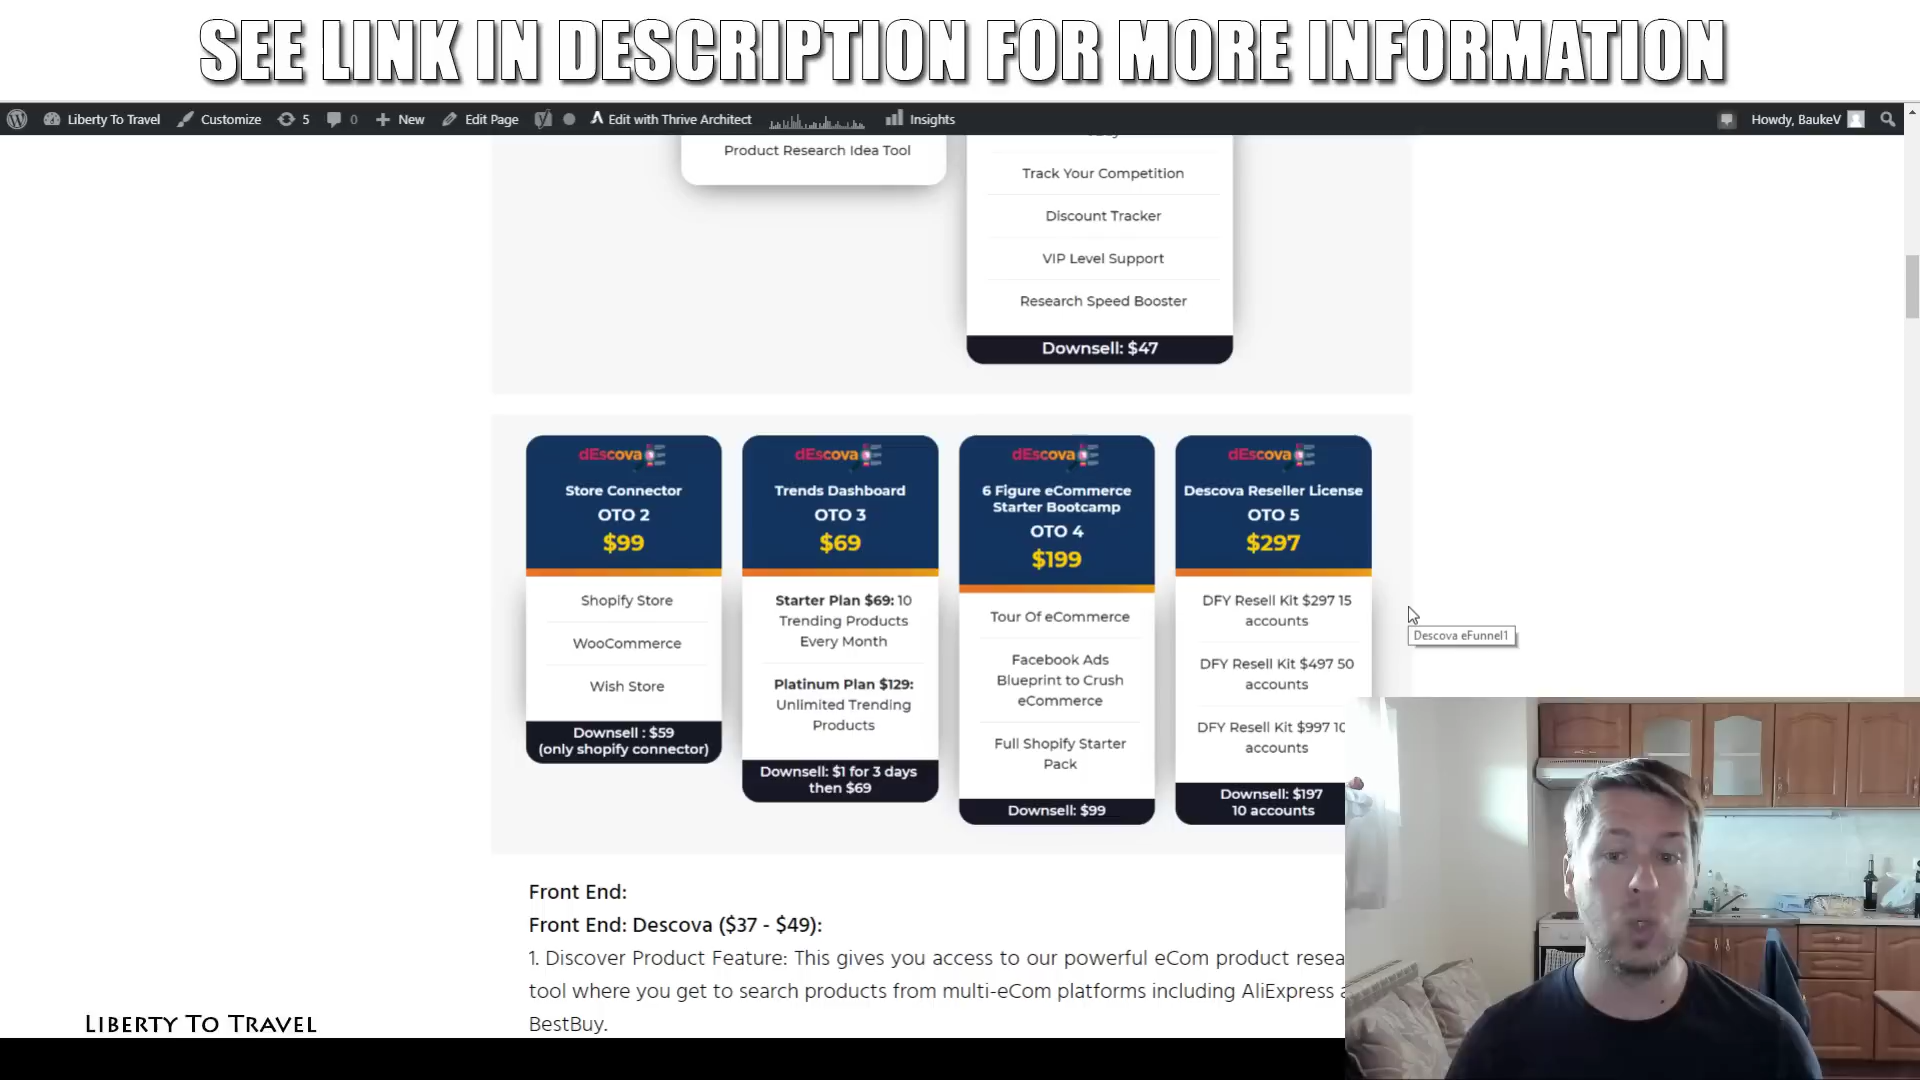 SEE LINK IN DESCRIPTION FOR MORE INFORMATION
Liberty To Travel Customize 5 0 New Edit Page Edit with Thrive Architect Insights Howdy, BaukeV
Product Research Idea Tool
Track Your Competition
Discount Tracker
VIP Level Support
Research Speed Booster
Downsell: $47
dEscova
Store Connector
OTO 2
$99
Shopify Store
WooCommerce
Wish Store
Downsell : $59
(only shopify connector)
dEscova
Trends Dashboard
OTO 3
$69
Starter Plan $69: 10
Trending Products
Every Month
Platinum Plan $129:
Unlimited Trending
Products
Downsell: $1 for 3 days
then $69
dEscova
6 Figure eCommerce
Starter Bootcamp
OTO 4
$199
Tour Of eCommerce
Facebook Ads
Blueprint to Crush
eCommerce
Full Shopify Starter
Pack
Downsell: $99
dEscova
Descova Reseller License
OTO 5
$297
DFY Resell Kit $297 15
accounts
DFY Resell Kit $497 50
accounts
DFY Resell Kit $997 10
accounts
Downsell: $197
10 accounts
Descova eFunnel1
Front End:
Front End: Descova ($37 - $49):
1. Discover Product Feature: This gives you access to our powerful eCom product resea
tool where you get to search products from multi-eCom platforms including AliExpress
BestBuy.
LIBERTY TO TRAVEL